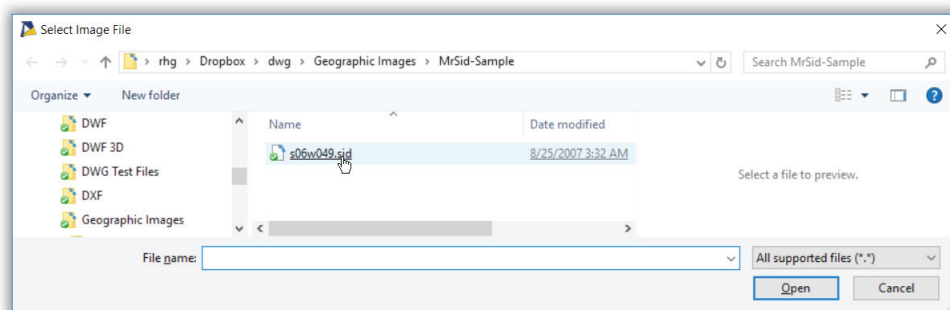 Select Image File
rhg > Dropbox > dwg > Geographic Images > MrSid-Sample
Search MrSid-Sample
Organize
New folder
DWF
DWF 3D
DWG Test Files
DXF
Geographic Images
Name
Date modified
s06w049.sid
8/25/2007 3:32 AM
Select a file to preview.
File name:
All supported files (*.*)
Open
Cancel